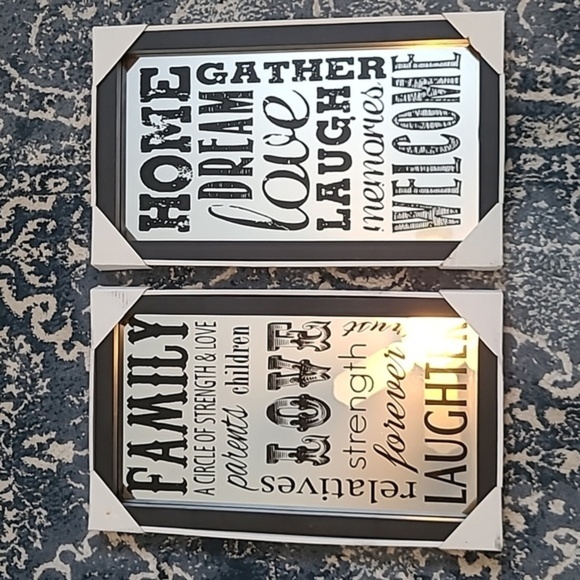 HOME
GATHER
DREAM
love
LAUGH
memories
WELCOME
FAMILY
A CIRCLE OF STRENGTH & LOVE
parents children
relatives
LOVE
strength
forever
LAUGHTER